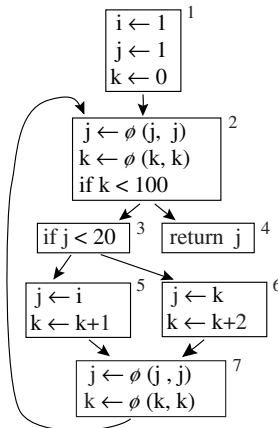 1
i ← 1
j ← 1
k ← 0
2
j ← ø (j, j)
k ← ø (k, k)
if k < 100
3
if j < 20
4
return j
5
j ← i
k ← k+1
6
j ← k
k ← k+2
7
j ← ø (j , j)
k ← ø (k, k)